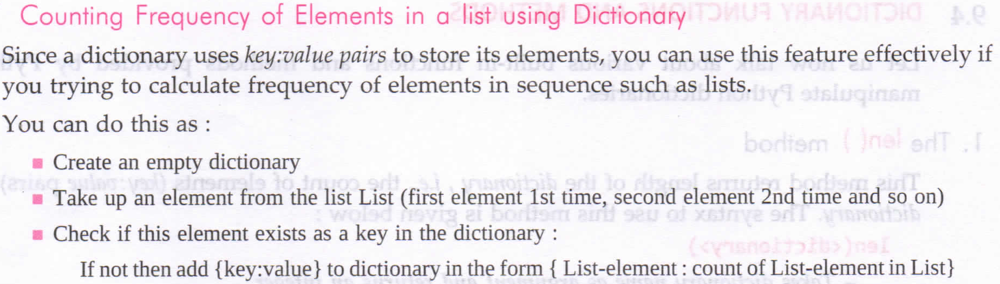 Counting Frequency of Elements in a list using Dictionary
Since a dictionary uses key:value pairs to store its elements, you can use this feature effectively if
you trying to calculate frequency of elements in sequence such as lists.
You can do this as :
■ Create an empty dictionary
■ Take up an element from the list List (first element 1st time, second element 2nd time and so on)
■ Check if this element exists as a key in the dictionary :
If not then add {key:value} to dictionary in the form { List-element : count of List-element in List}